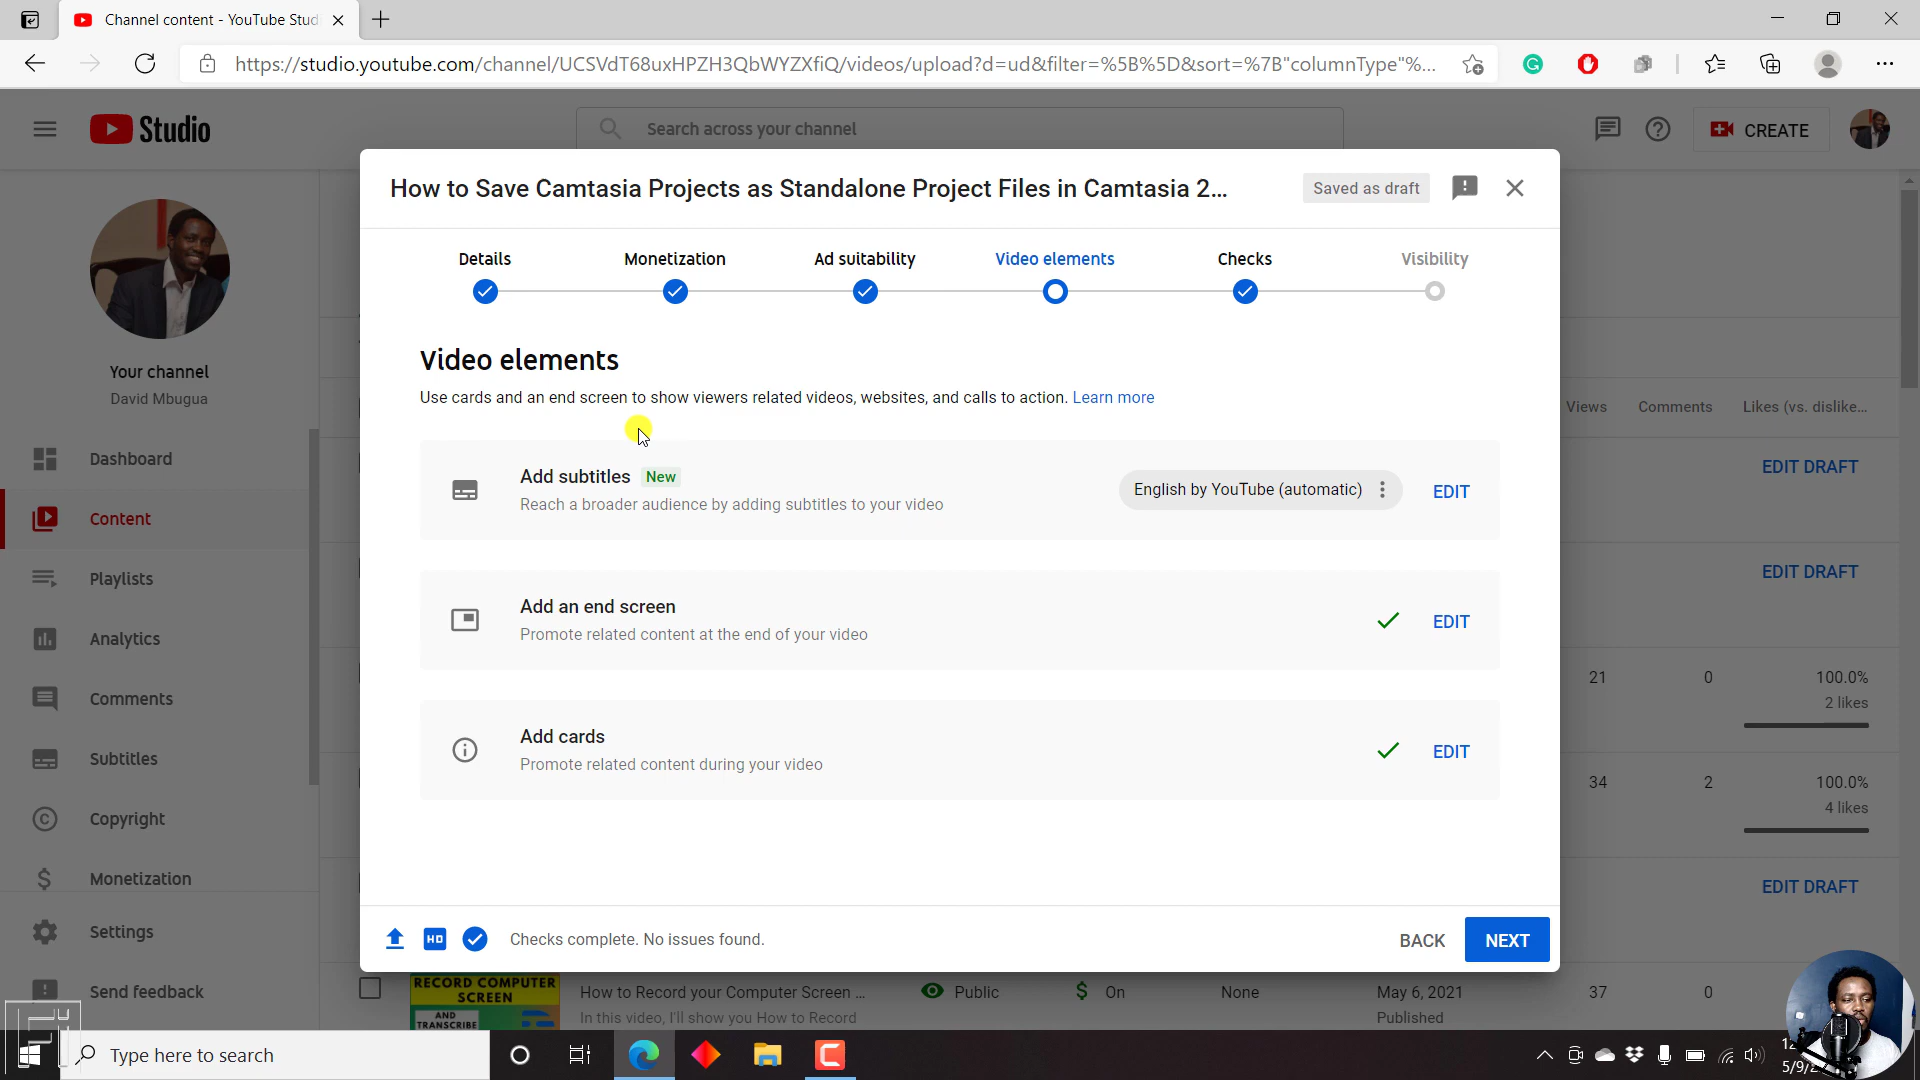 Channel content - YouTube Stud
https://studio.youtube.com/channel/UCSVdT68uxHPZH3QbWYZXfiQ/videos/upload?d=ud&filter=%5B%5D&sort=%7B"columnType"%...
Studio
Search across your channel
CREATE
How to Save Camtasia Projects as Standalone Project Files in Camtasia 2...
Saved as draft
Details
Monetization
Ad suitability
Video elements
Checks
Visibility
Video elements
Use cards and an end screen to show viewers related videos, websites, and calls to action. Learn more
Add subtitles New
Reach a broader audience by adding subtitles to your video
English by YouTube (automatic)
EDIT
Add an end screen
Promote related content at the end of your video
EDIT
Add cards
Promote related content during your video
EDIT
HD
Checks complete. No issues found.
BACK
NEXT
Your channel
David Mbugua
Dashboard
Content
Playlists
Analytics
Comments
Subtitles
Copyright
Monetization
Settings
Send feedback
Views
Comments
Likes (vs. dislike...
EDIT DRAFT
EDIT DRAFT
21
0
100.0%
2 likes
34
2
100.0%
4 likes
EDIT DRAFT
RECORD COMPUTER
SCREEN
AND
TRANSCRIBE
How to Record your Computer Screen ...
In this video, I'll show you How to Record
Public
On
None
May 6, 2021
Published
37
0
Type here to search